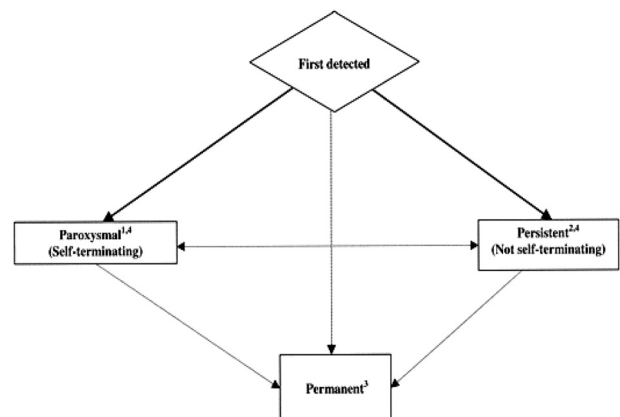 First detected
Paroxysmal1,4
(Self-terminating)
Persistent2,4
(Not self-terminating)
Permanent3